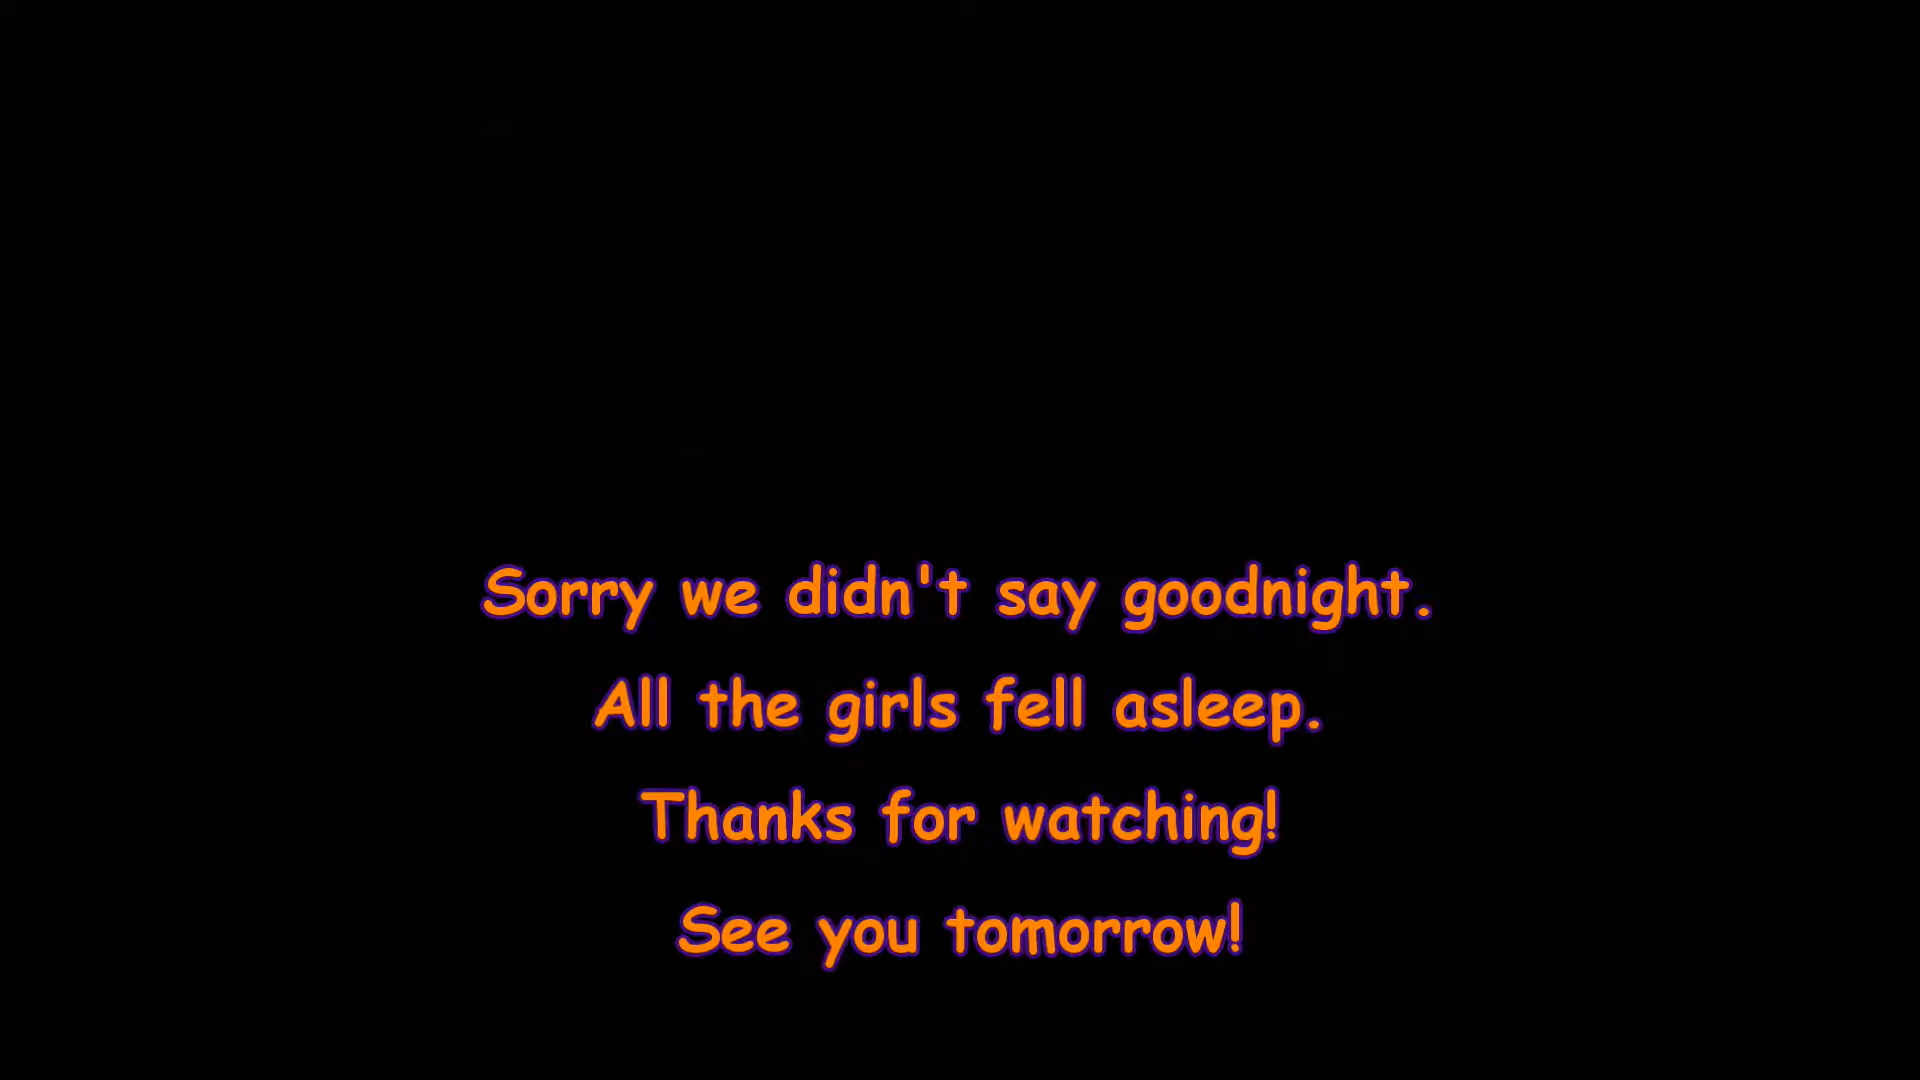 Sorry we didn't say goodnight.
All the girls fell asleep.
Thanks for watching!
See you tomorrow!